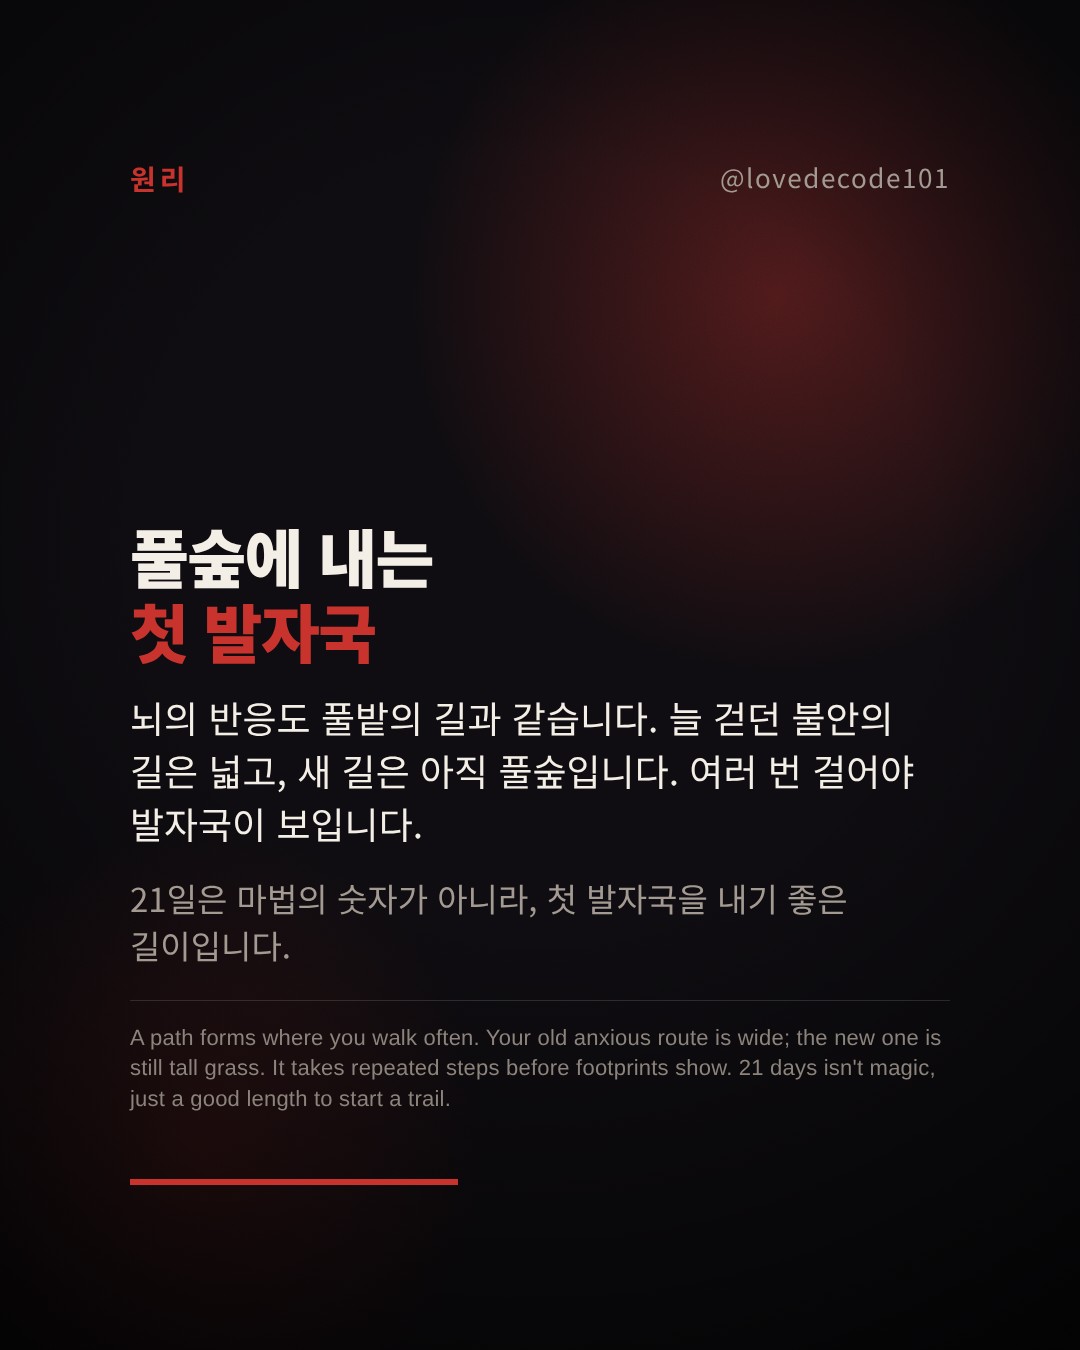 원리
@lovedecode101
풀숲에 내는
첫 발자국
뇌의 반응도 풀밭의 길과 같습니다. 늘 걷던 불안의
길은 넓고, 새 길은 아직 풀숲입니다. 여러 번 걸어야
발자국이 보입니다.
21일은 마법의 숫자가 아니라, 첫 발자국을 내기 좋은
길이입니다.
A path forms where you walk often. Your old anxious route is wide; the new one is
still tall grass. It takes repeated steps before footprints show. 21 days isn't magic,
just a good length to start a trail.